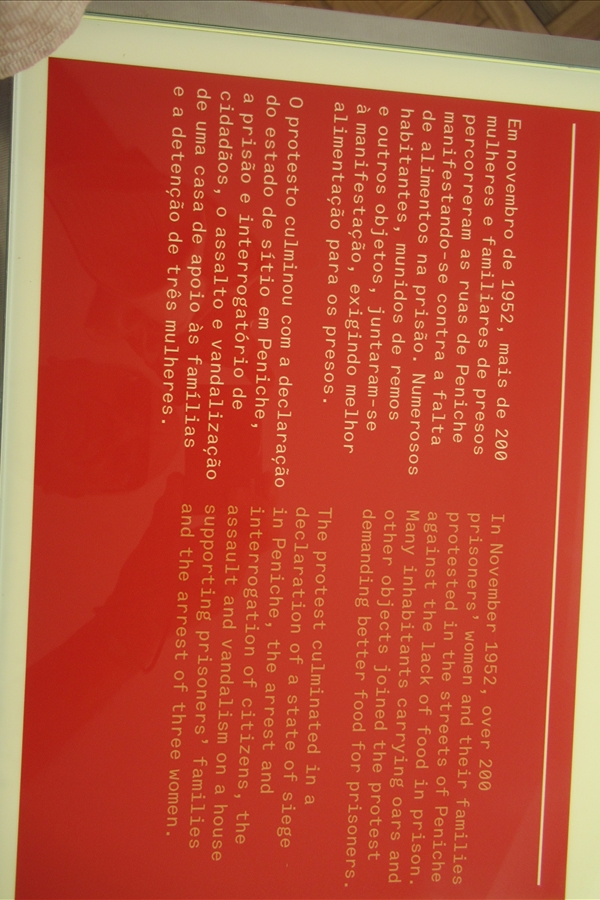 Em novembro de 1952, mais de 200
mulheres e familiares de presos
percorreram as ruas de Peniche
manifestando-se contra a falta
de alimentos na prisão. Numerosos
habitantes, munidos de remos
e outros objetos, juntaram-se
à manifestação, exigindo melhor
alimentação para os presos.
O protesto culminou com a declaração
do estado de sítio em Peniche,
a prisão e interrogatório de
cidadãos, o assalto e vandalização
de uma casa de apoio às famílias
e a detenção de três mulheres.
In November 1952, over 200
prisoners’ women and their families
protested in the streets of Peniche
against the lack of food in prison.
Many inhabitants carrying oars and
other objects joined the protest
demanding better food for prisoners.
The protest culminated in a
declaration of a state of siege
in Peniche, the arrest and
interrogation of citizens, the
assault and vandalism on a house
supporting prisoners’ families
and the arrest of three women.